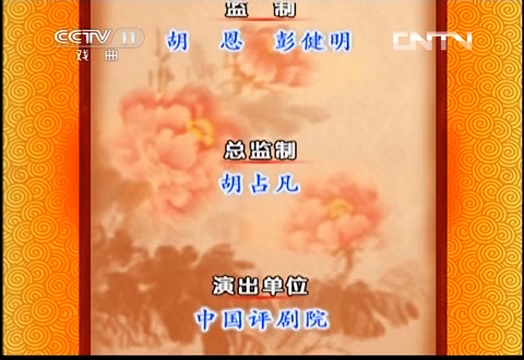 监 制
CCTV 11
戏曲
胡 恩 彭健明
CNTV
总监制
胡占凡
演出单位
中国评剧院